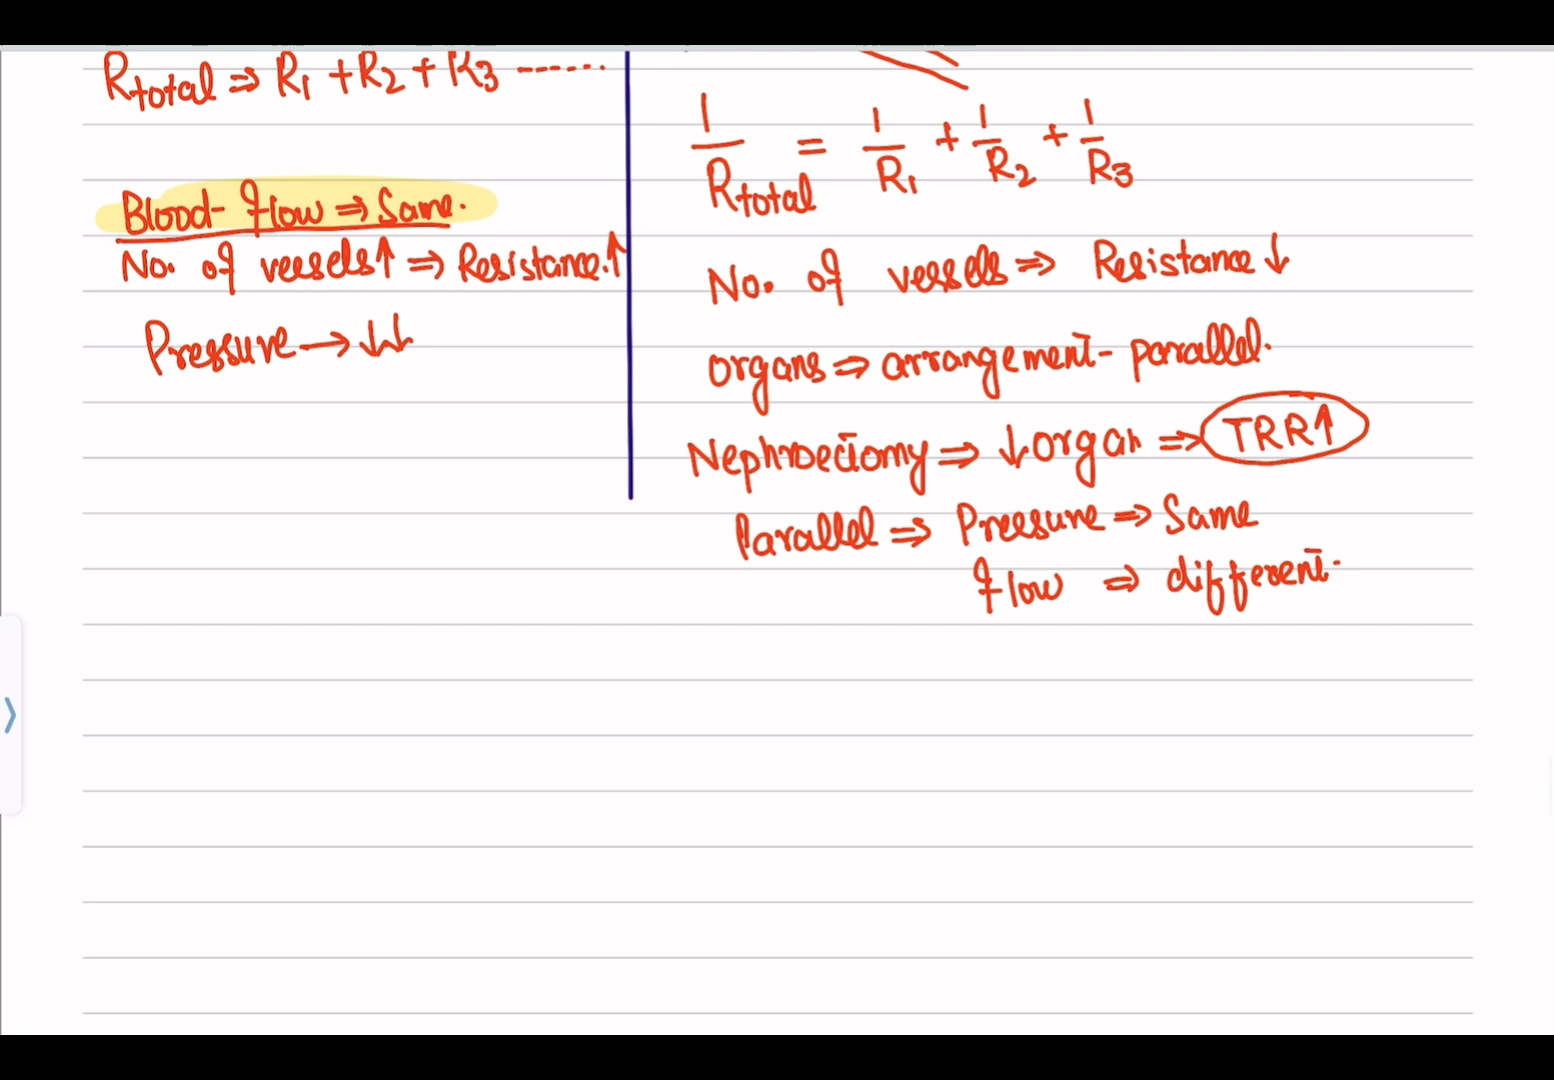 Rtotal ⇒ R1 + R2 + R3 ------
Blood flow ⇒ Same.
No. of vessels↑ ⇒ Resistance.↑
Pressure → ↓↓
1/Rtotal = 1/R1 + 1/R2 + 1/R3
No. of vessels ⇒ Resistance ↓
organs ⇒ arrangement - parallel.
Nephroectiomy ⇒ ↓organ ⇒ TRR↑
Parallel ⇒ Pressure ⇒ Same
flow ⇒ different.